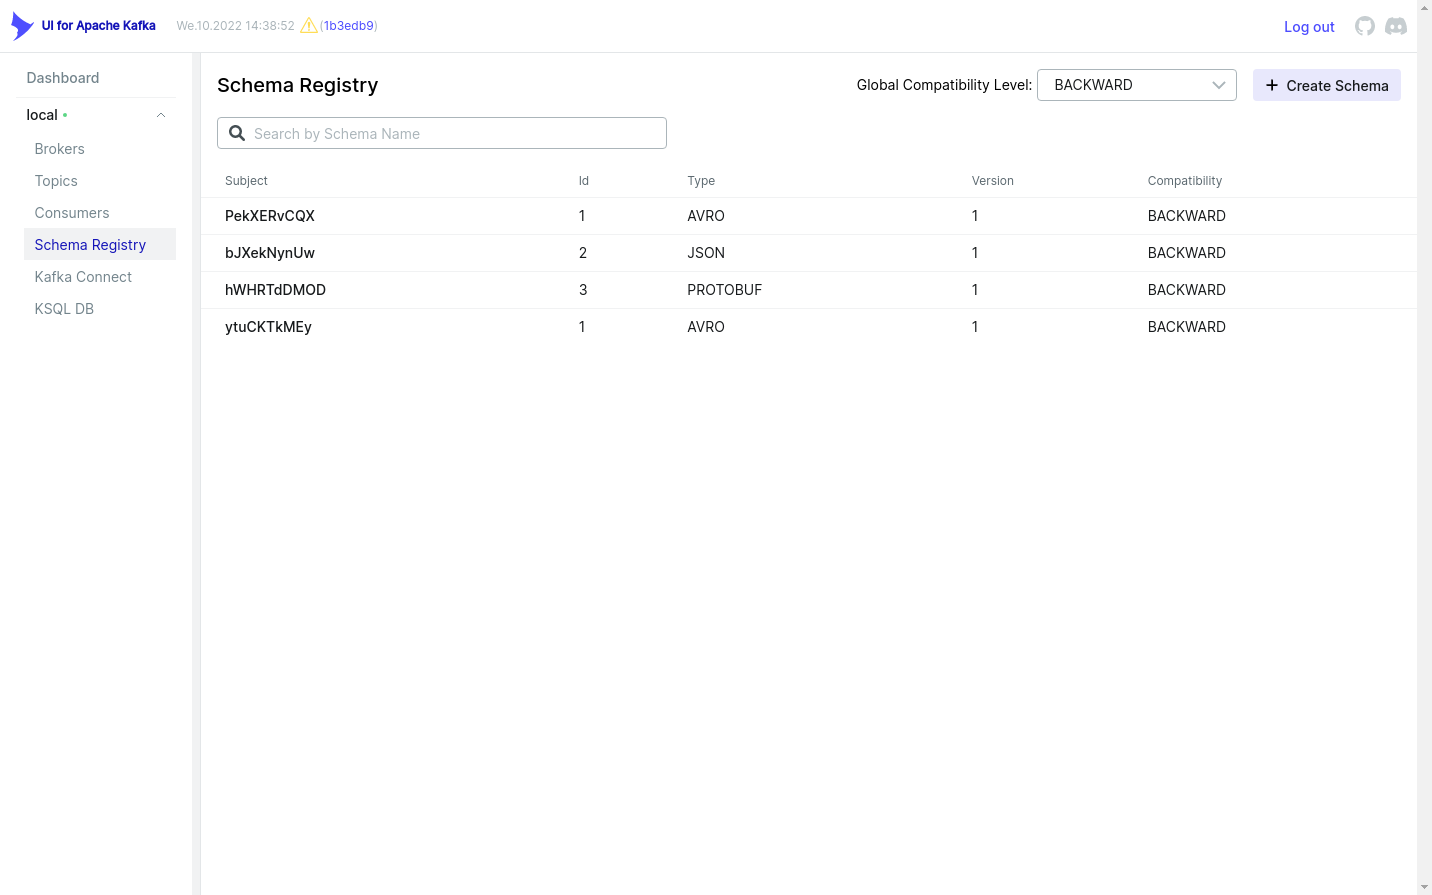 UI for Apache Kafka We.10.2022 14:38:52 (1b3edb9) Log out
Dashboard
local
Brokers
Topics
Consumers
Schema Registry
Kafka Connect
KSQL DB
Schema Registry Global Compatibility Level: BACKWARD Create Schema
Search by Schema Name
Subject Id Type Version Compatibility
PekXERvCQX 1 AVRO 1 BACKWARD
bJXekNynUw 2 JSON 1 BACKWARD
hWHRTdDMOD 3 PROTOBUF 1 BACKWARD
ytuCKTkMEy 1 AVRO 1 BACKWARD